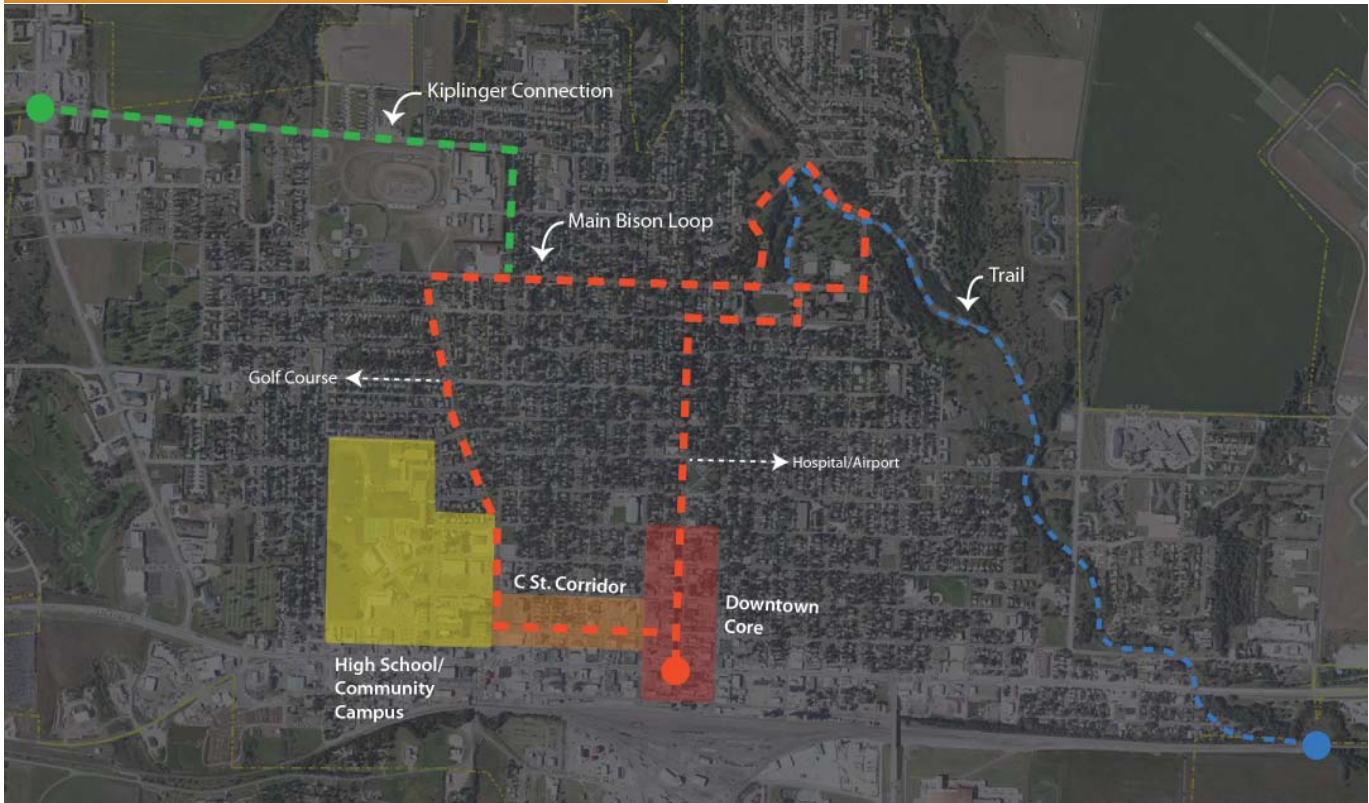 Kiplinger Connection
Main Bison Loop
Trail
Golf Course
Hospital/Airport
C St. Corridor
Downtown
Core
High School/
Community
Campus